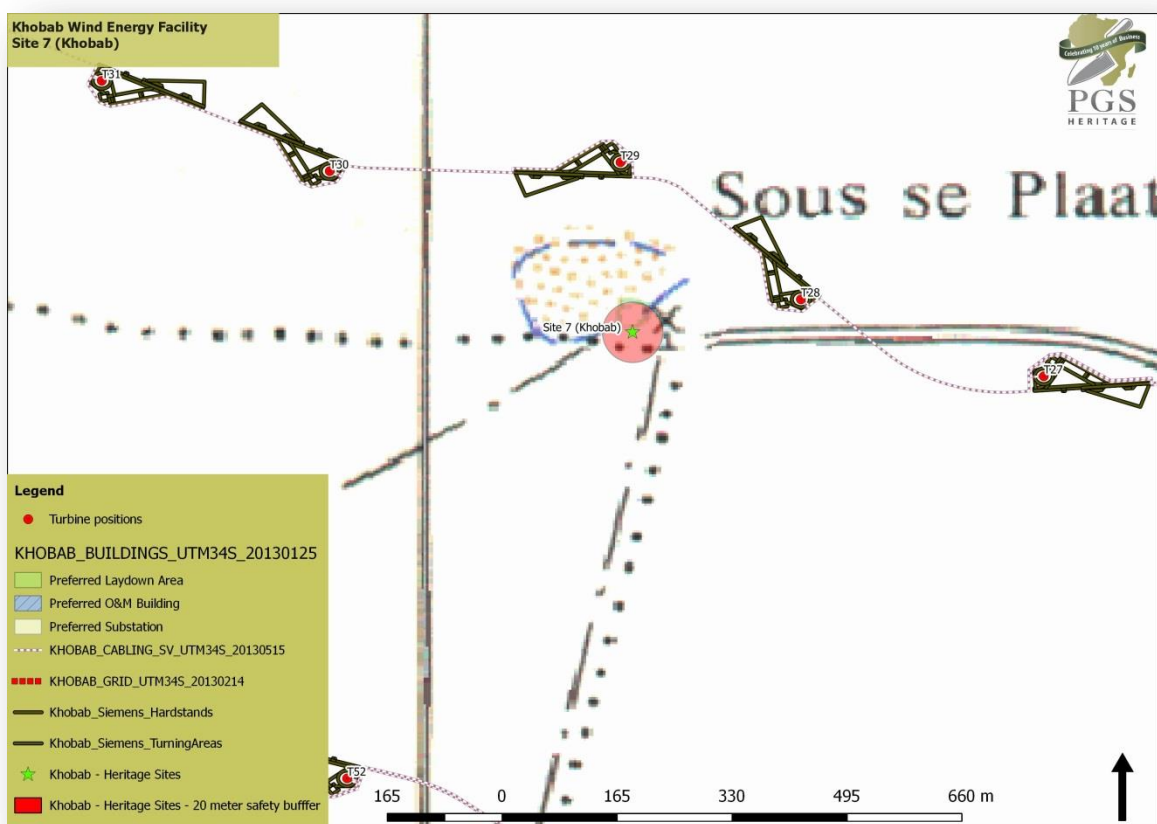 Khobab Wind Energy Facility
Site 7 (Khobab)
Celebrating 10 years of Business
PGS
HERITAGE
T31
T30
T29
Sous se Plaat
T28
Site 7 (Khobab)
T27
Legend
Turbine positions
KHOBAB_BUILDINGS_UTM34S_20130125
Preferred Laydown Area
Preferred O&M Building
Preferred Substation
KHOBAB_CABLING_SV_UTM34S_20130515
KHOBAB_GRID_UTM34S_20130214
Khobab_Siemens_Hardstands
Khobab_Siemens_TurningAreas
Khobab - Heritage Sites
Khobab - Heritage Sites - 20 meter safety bufffer
T52
165 0 165 330 495 660 m